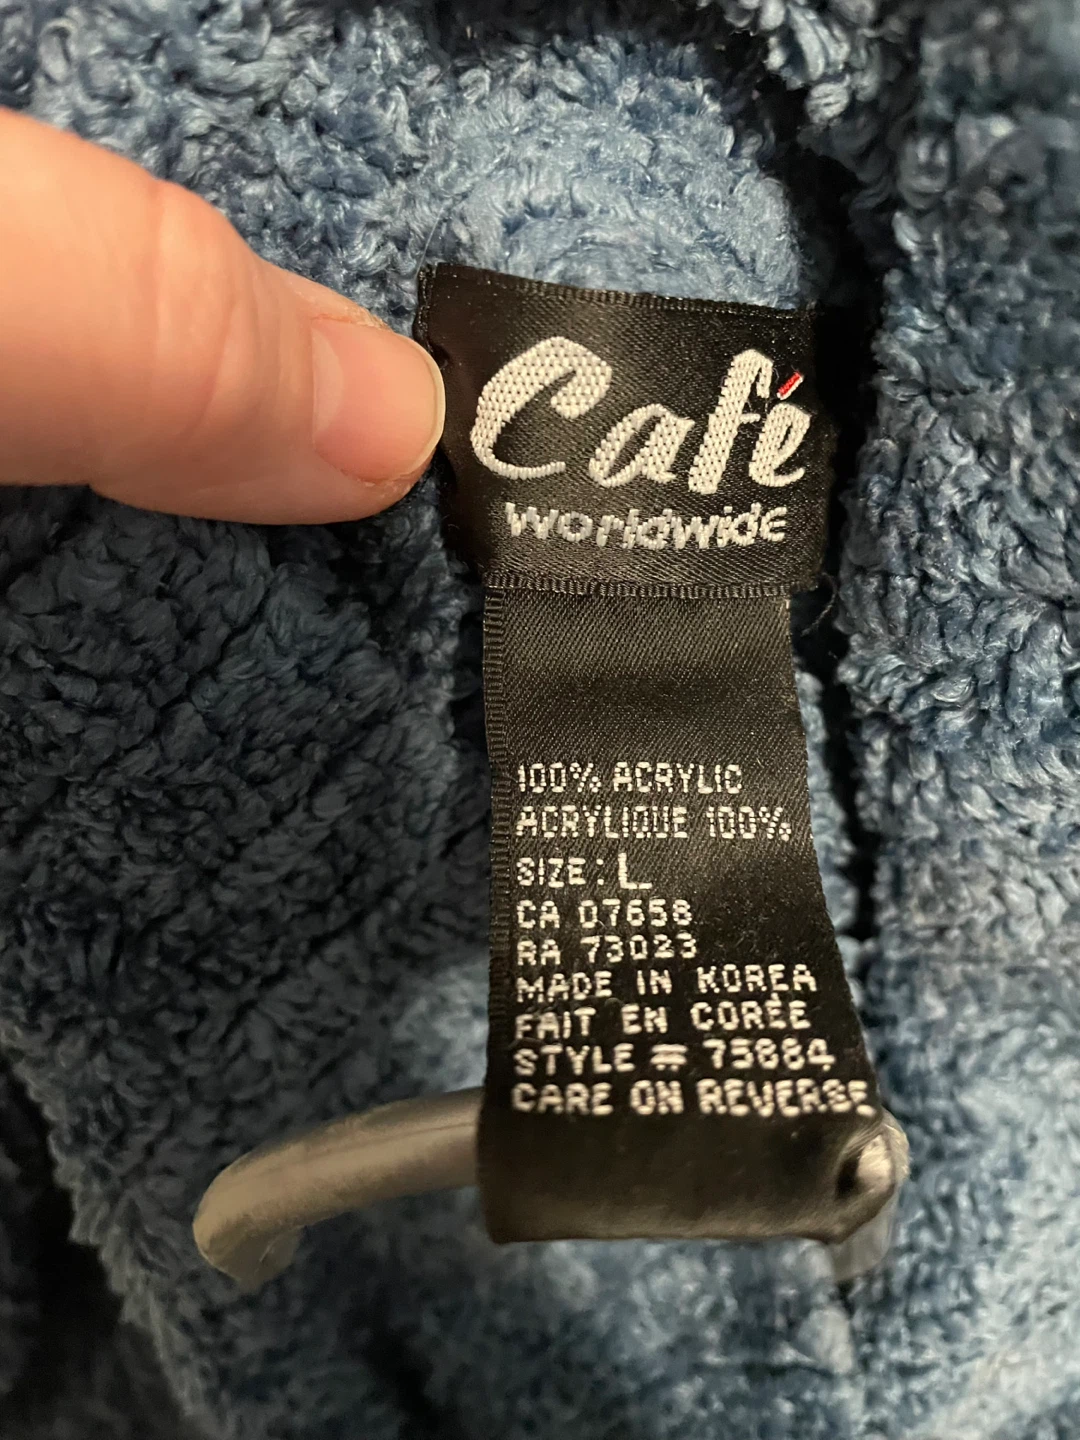 Café
Worldwide
100% ACRYLIC
ACRYLIQUE 100%
SIZE: L
CA 07658
RA 73023
MADE IN KOREA
FAIT EN CORÉE
STYLE # 75884
CARE ON REVERSE